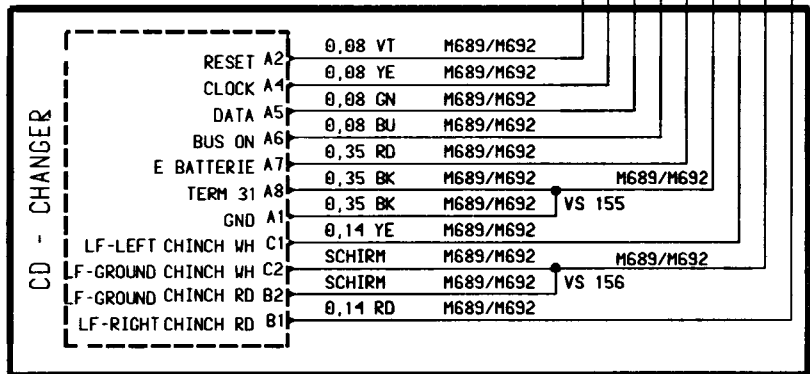 CD - CHANGER
RESET A2 0,08 VT M689/M692
CLOCK A4 0,08 YE M689/M692
DATA A5 0,08 GN M689/M692
BUS ON A6 0,08 BU M689/M692
E BATTERIE A7 0,35 RD M689/M692
TERM 31 A8 0,35 BK M689/M692 M689/M692
GND A1 0,35 BK M689/M692 VS 155
LF-LEFT CHINCH WH C1 0,14 YE M689/M692
LF-GROUND CHINCH WH C2 SCHIRM M689/M692 M689/M692
LF-GROUND CHINCH RD B2 SCHIRM M689/M692 VS 156
LF-RIGHT CHINCH RD B1 0,14 RD M689/M692